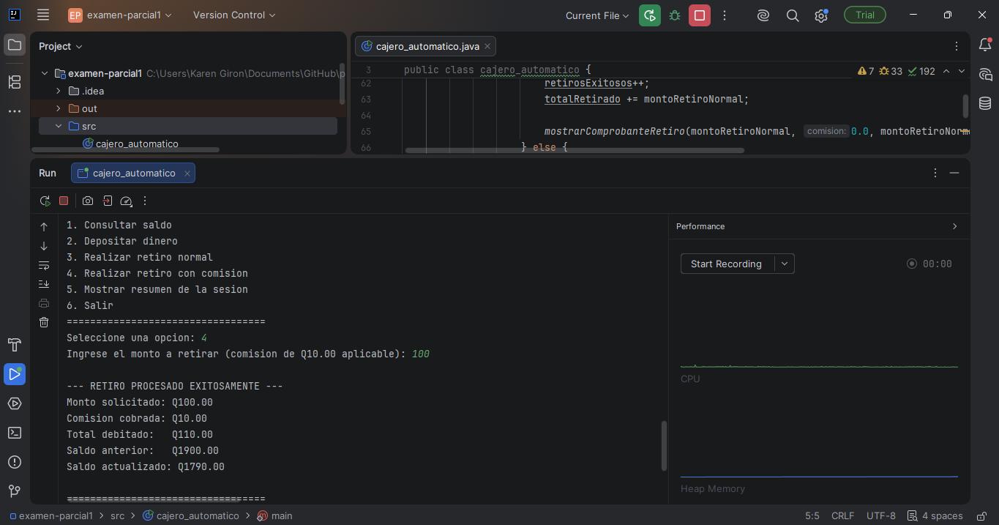 EP examen-parcial1 Version Control Current File Trial
Project
examen-parcial1 C:\Users\Karen Giron\Documents\GitHub\p
.idea
out
src
cajero_automatico
cajero_automatico.java
3 public class cajero_automatico {
7 33 192
62 retirosExitosos++;
63 totalRetirado += montoRetiroNormal;
64
65 mostrarComprobanteRetiro(montoRetiroNormal, comision: 0.0, montoRetiroNorm
66 } else {
Run cajero_automatico
1. Consultar saldo
2. Depositar dinero
3. Realizar retiro normal
4. Realizar retiro con comision
5. Mostrar resumen de la sesion
6. Salir
==================================
Seleccione una opcion: 4
Ingrese el monto a retirar (comision de Q10.00 aplicable): 100
--- RETIRO PROCESADO EXITOSAMENTE ---
Monto solicitado: Q100.00
Comision cobrada: Q10.00
Total debitado:   Q110.00
Saldo anterior:   Q1900.00
Saldo actualizado: Q1790.00
==================================
Performance
Start Recording 00:00
CPU
Heap Memory
examen-parcial1 > src > cajero_automatico > main 5:5 CRLF UTF-8 4 spaces